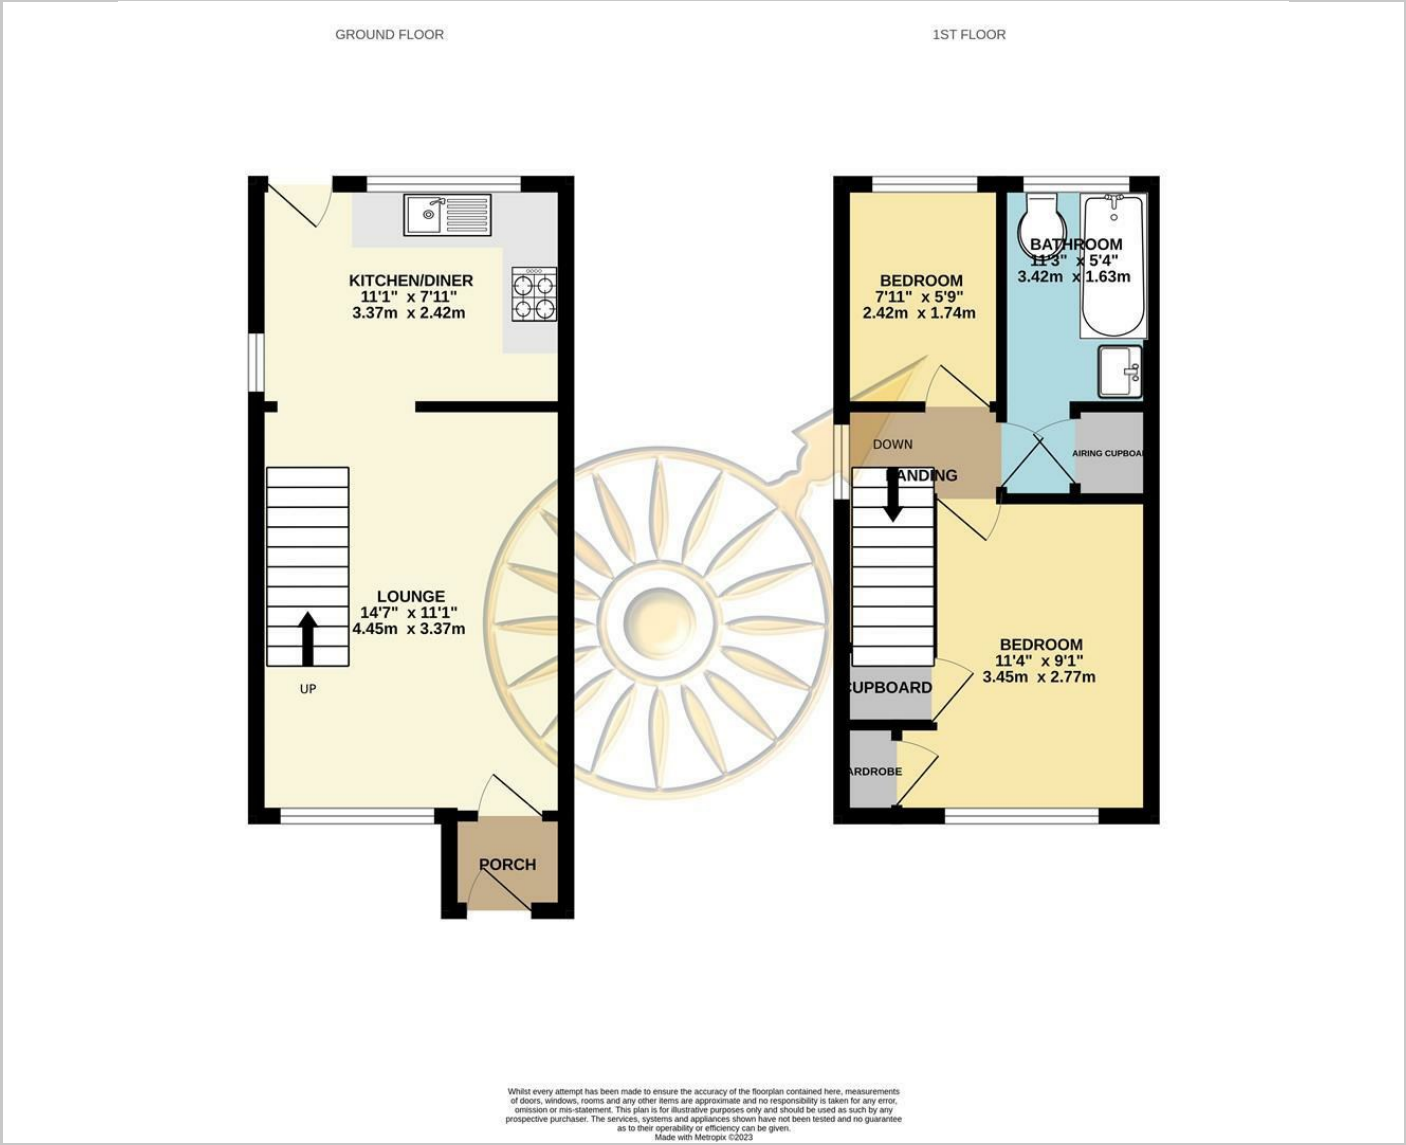 GROUND FLOOR
1ST FLOOR
KITCHEN/DINER
11'1" x 7'11"
3.37m x 2.42m
LOUNGE
14'7" x 11'1"
4.45m x 3.37m
UP
PORCH
BEDROOM
7'11" x 5'9"
2.42m x 1.74m
BATHROOM
11'3" x 5'4"
3.42m x 1.63m
DOWN
LANDING
AIRING CUPBOAR
BEDROOM
11'4" x 9'1"
3.45m x 2.77m
CUPBOARD
ARDROBE
Whilst every attempt has been made to ensure the accuracy of the floorplan contained here, measurements
of doors, windows, rooms and any other items are approximate and no responsibility is taken for any error,
omission or mis-statement. This plan is for illustrative purposes only and should be used as such by any
prospective purchaser. The services, systems and appliances shown have not been tested and no guarantee
as to their operability or efficiency can be given.
Made with Metropix ©2023